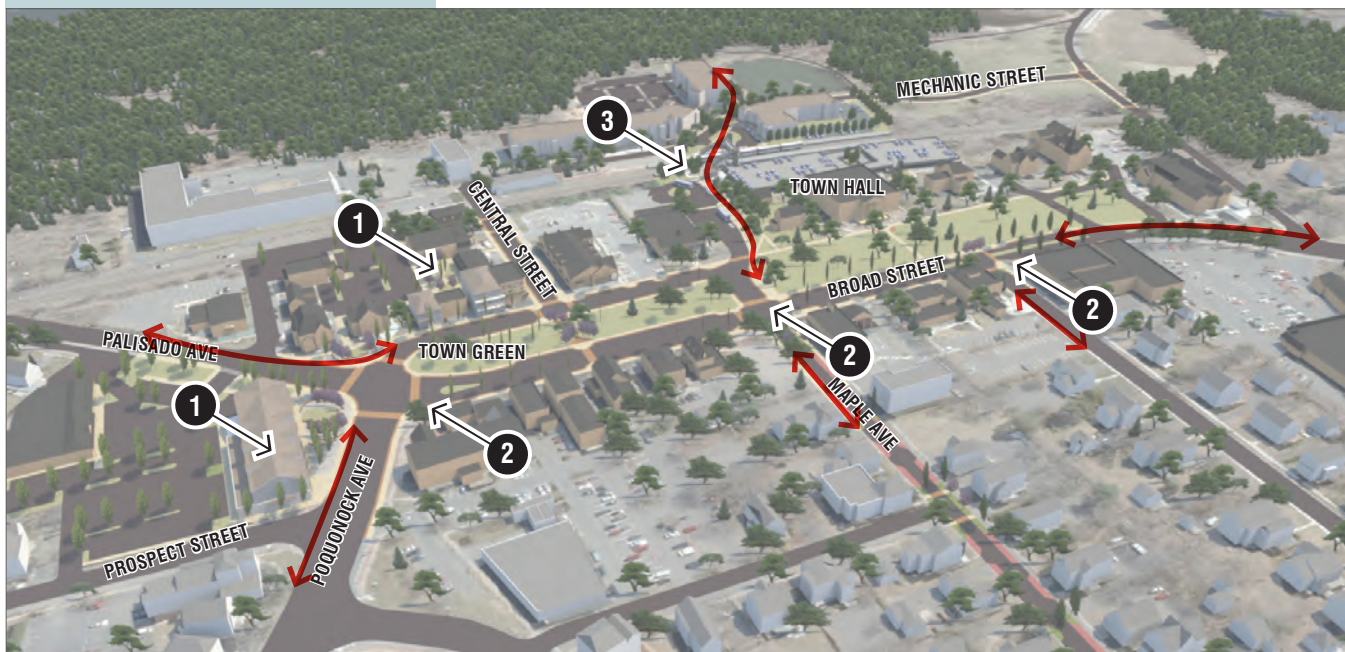 MECHANIC STREET
3
TOWN HALL
CENTRAL STREET
1
BROAD STREET
2
TOWN GREEN
2
PALISADO AVE
1
MAPLE AVE
2
POQUONOCK AVE
PROSPECT STREET